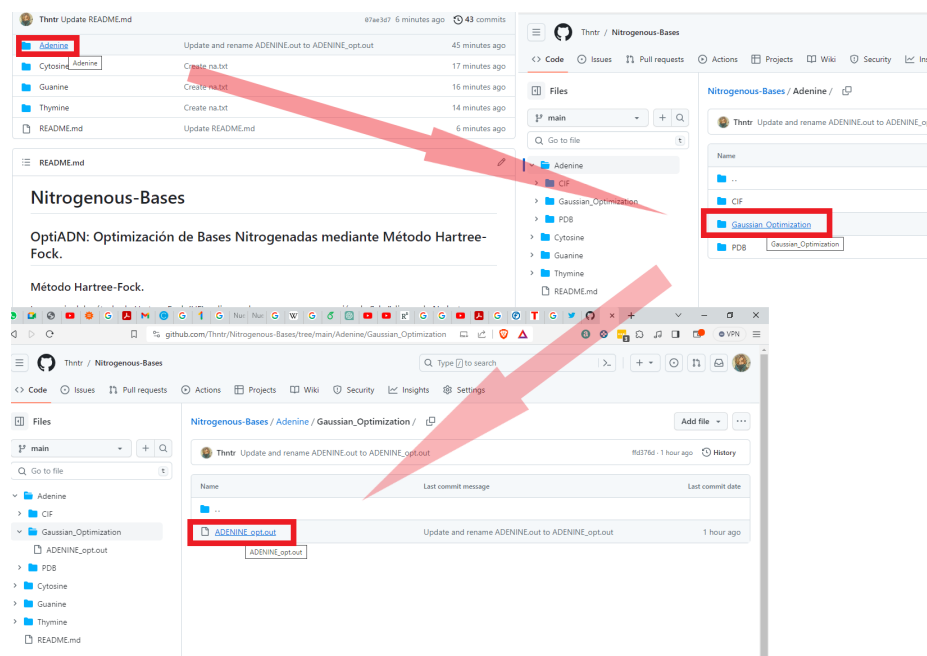 Thntr Update README.md 07ae3d7 6 minutes ago 43 commits
Adenine Update and rename ADENINE.out to ADENINE_opt.out 45 minutes ago
Adenine
Cytosine Create na.txt 17 minutes ago
Guanine Create na.txt 16 minutes ago
Thymine Create na.txt 14 minutes ago
README.md Update README.md 6 minutes ago
README.md
Nitrogenous-Bases
OptiADN: Optimización de Bases Nitrogenadas mediante Método Hartree-
Fock.
Método Hartree-Fock.
Thntr / Nitrogenous-Bases
Code Issues Pull requests Actions Projects Wiki Security
Files
main
Go to file t
Adenine
CIF
Gaussian_Optimization
PDB
Cytosine
Guanine
Thymine
README.md
Nitrogenous-Bases / Adenine /
Thntr Update and rename ADENINE.out to
Name
..
CIF
Gaussian_Optimization
Gaussian_Optimization
PDB
github.com/Thntr/Nitrogenous-Bases/tree/main/Adenine/Gaussian_Optimization VPN
Thntr / Nitrogenous-Bases Type / to search
Code Issues Pull requests Actions Projects Wiki Security Insights Settings
Files
main
Go to file t
Adenine
CIF
Gaussian_Optimization
ADENINE_opt.out
PDB
Cytosine
Guanine
Thymine
README.md
Nitrogenous-Bases / Adenine / Gaussian_Optimization / Add file
Thntr Update and rename ADENINE.out to ADENINE_opt.out ffd376d · 1 hour ago History
Name Last commit message Last commit date
..
ADENINE_opt.out Update and rename ADENINE.out to ADENINE_opt.out 1 hour ago
ADENINE_opt.out